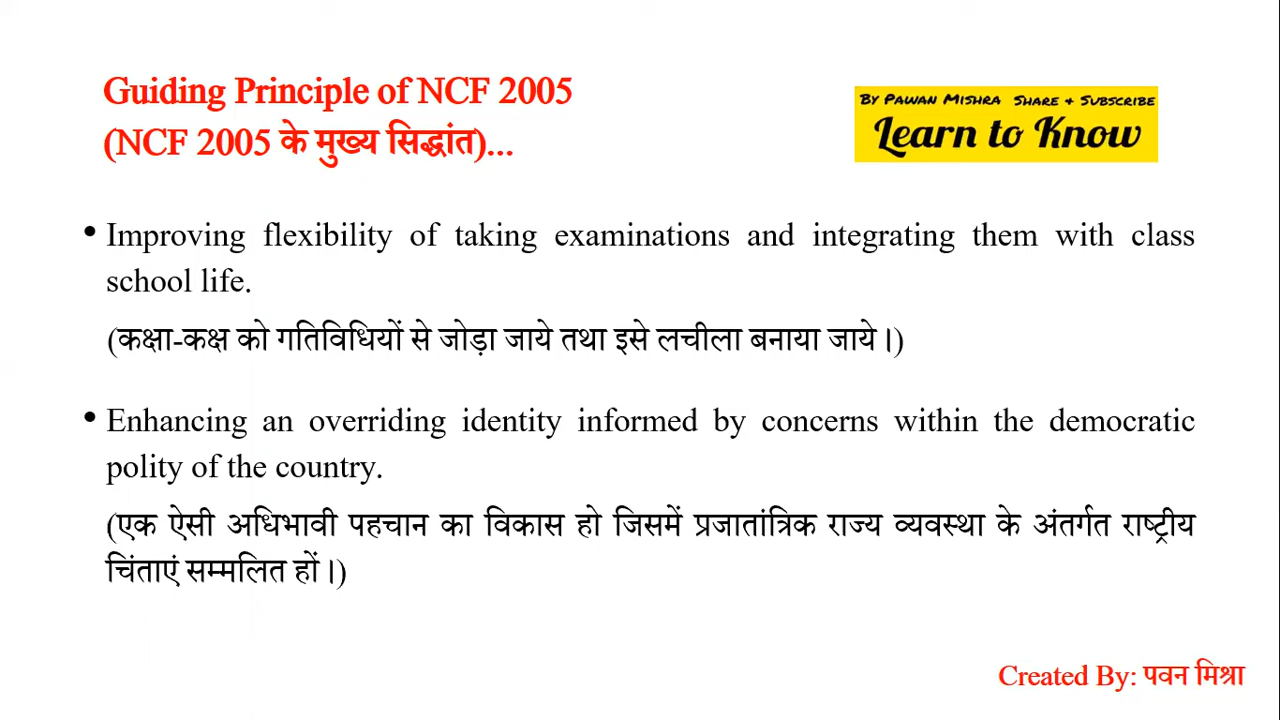 Guiding Principle of NCF 2005
(NCF 2005 के मुख्य सिद्धांत)...
By Pawan Mishra Share + Subscribe
Learn to Know
• Improving flexibility of taking examinations and integrating them with class
school life.
(कक्षा-कक्ष को गतिविधियों से जोड़ा जाये तथा इसे लचीला बनाया जाये।)
• Enhancing an overriding identity informed by concerns within the democratic
polity of the country.
(एक ऐसी अधिभावी पहचान का विकास हो जिसमें प्रजातांत्रिक राज्य व्यवस्था के अंतर्गत राष्ट्रीय
चिंताएं सम्मलित हों।)
Created By: पवन मिश्रा